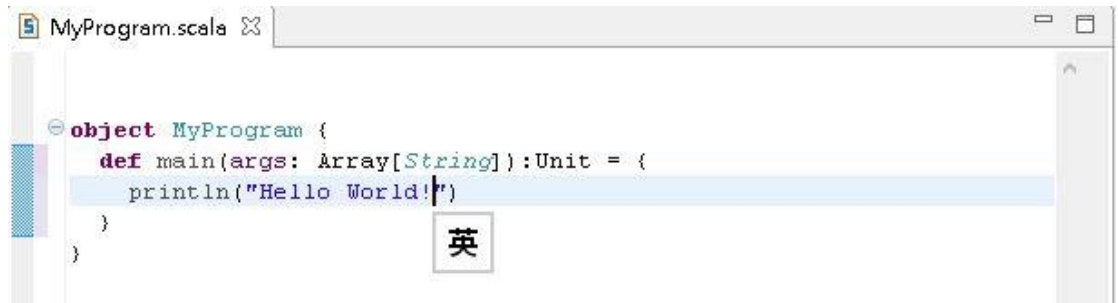 MyProgram.scala
object MyProgram {
def main(args: Array[String]):Unit = {
println("Hello World!")
}
}
英